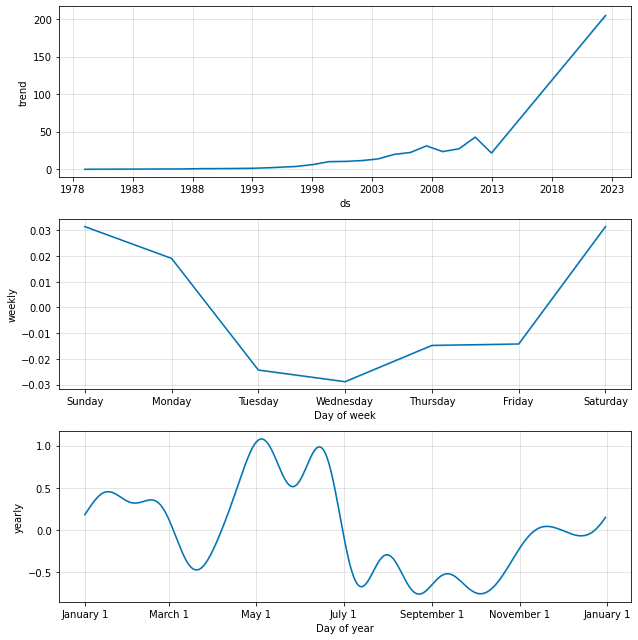 200
150
100
50
0
trend
1978 1983 1988 1993 1998 2003 2008 2013 2018 2023
ds
0.03
0.02
0.01
0.00
−0.01
−0.02
−0.03
weekly
Sunday Monday Tuesday Wednesday Thursday Friday Saturday
Day of week
1.0
0.5
0.0
−0.5
yearly
January 1 March 1 May 1 July 1 September 1 November 1 January 1
Day of year